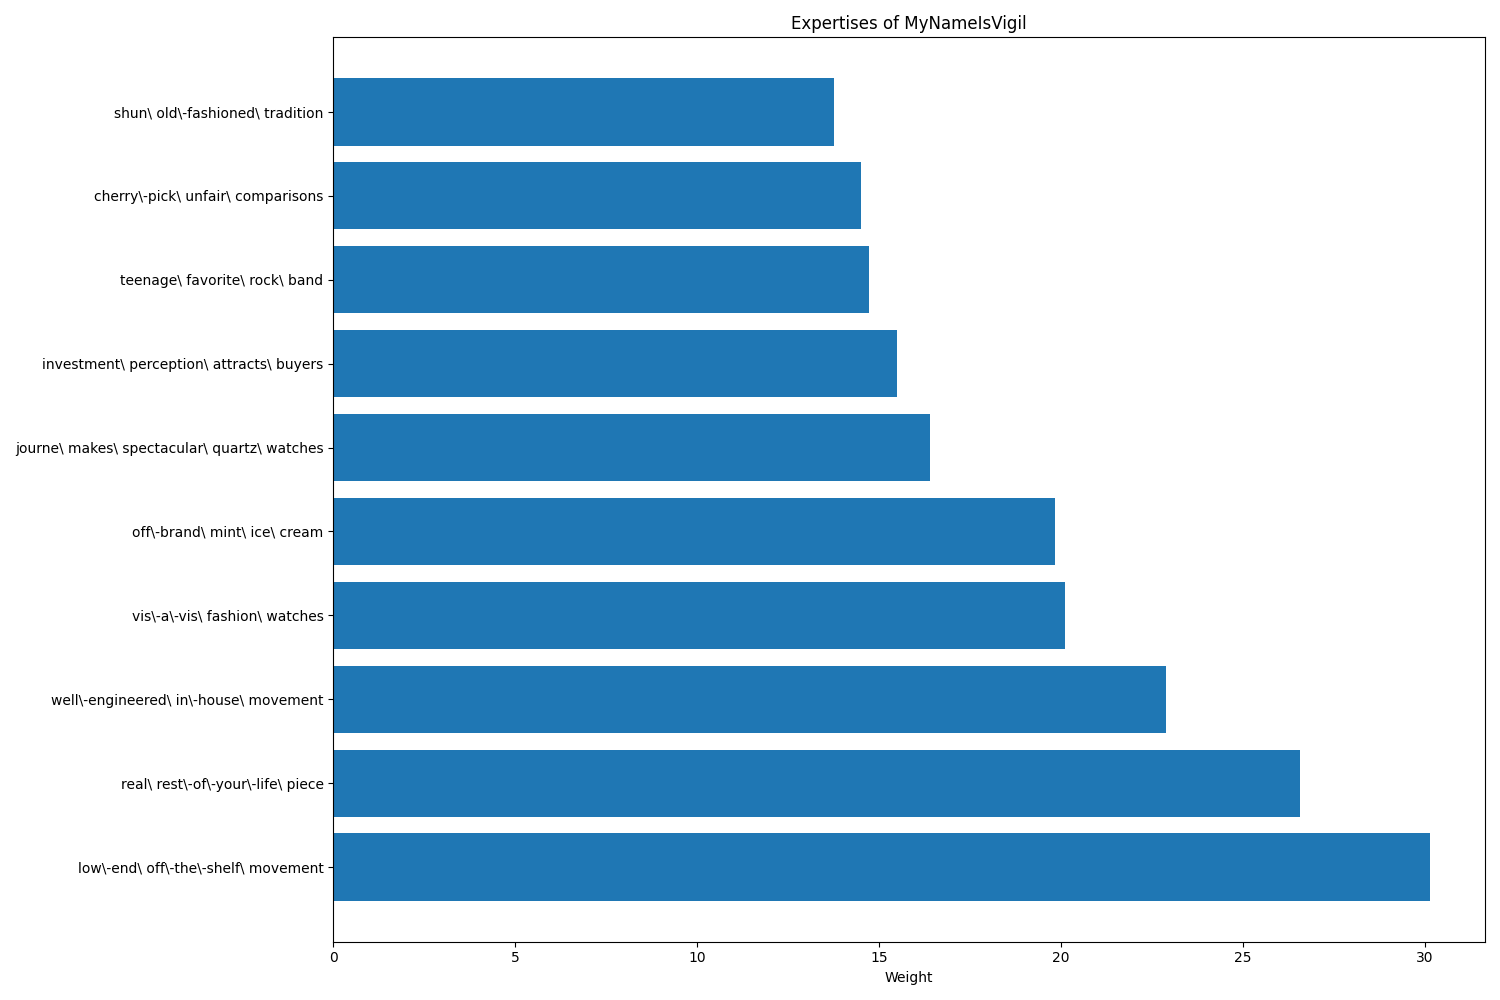 Expertises of MyNameIsVigil
shun\ old\-fashioned\ tradition
cherry\-pick\ unfair\ comparisons
teenage\ favorite\ rock\ band
investment\ perception\ attracts\ buyers
journe\ makes\ spectacular\ quartz\ watches
off\-brand\ mint\ ice\ cream
vis\-a\-vis\ fashion\ watches
well\-engineered\ in\-house\ movement
real\ rest\-of\-your\-life\ piece
low\-end\ off\-the\-shelf\ movement
0 5 10 15 20 25 30
Weight